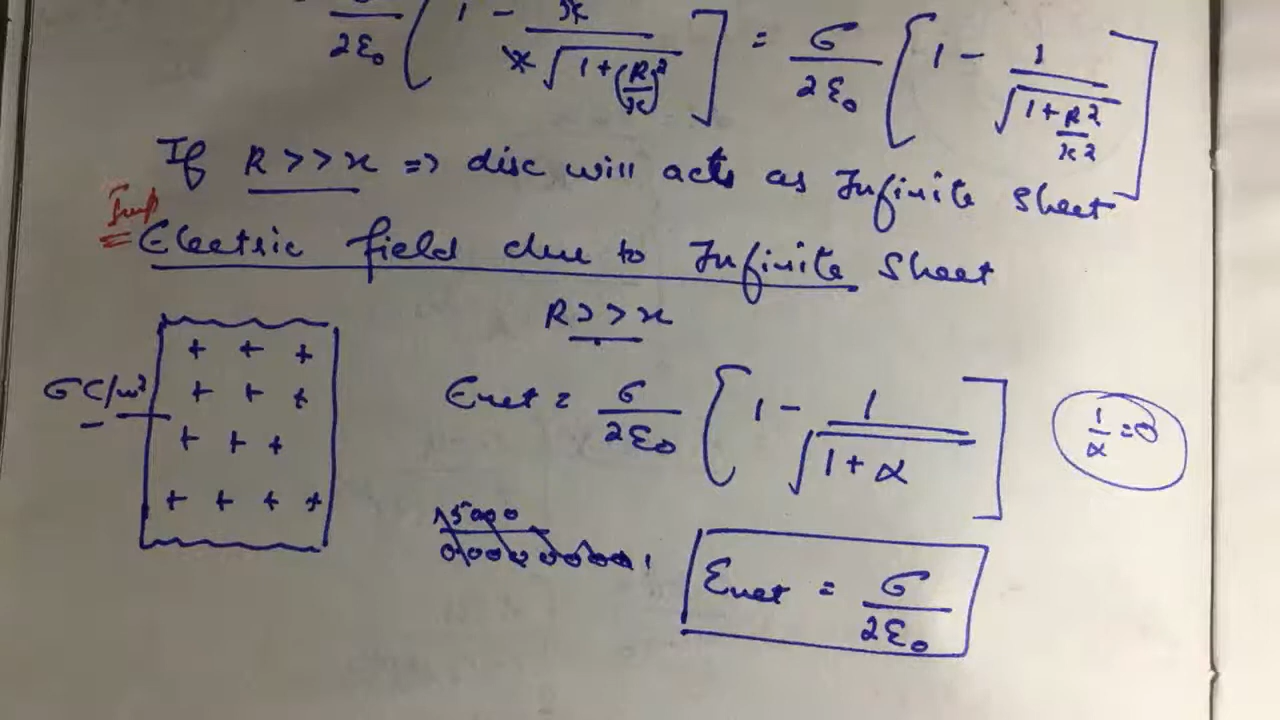 σ/2ε₀ [1 - x/x√1+(R/x)²] = σ/2ε₀ [1 - 1/√1+R²/x²]
If R>>x => disc will acts as Infinite Sheet
Imp
Electric field due to Infinite Sheet
R>>x
+ + +
σ C/m² + + +
+ + +
+ + + +
Enet = σ/2ε₀ [1 - 1/√1+∝]
1/∝=0
Enet = σ/2ε₀